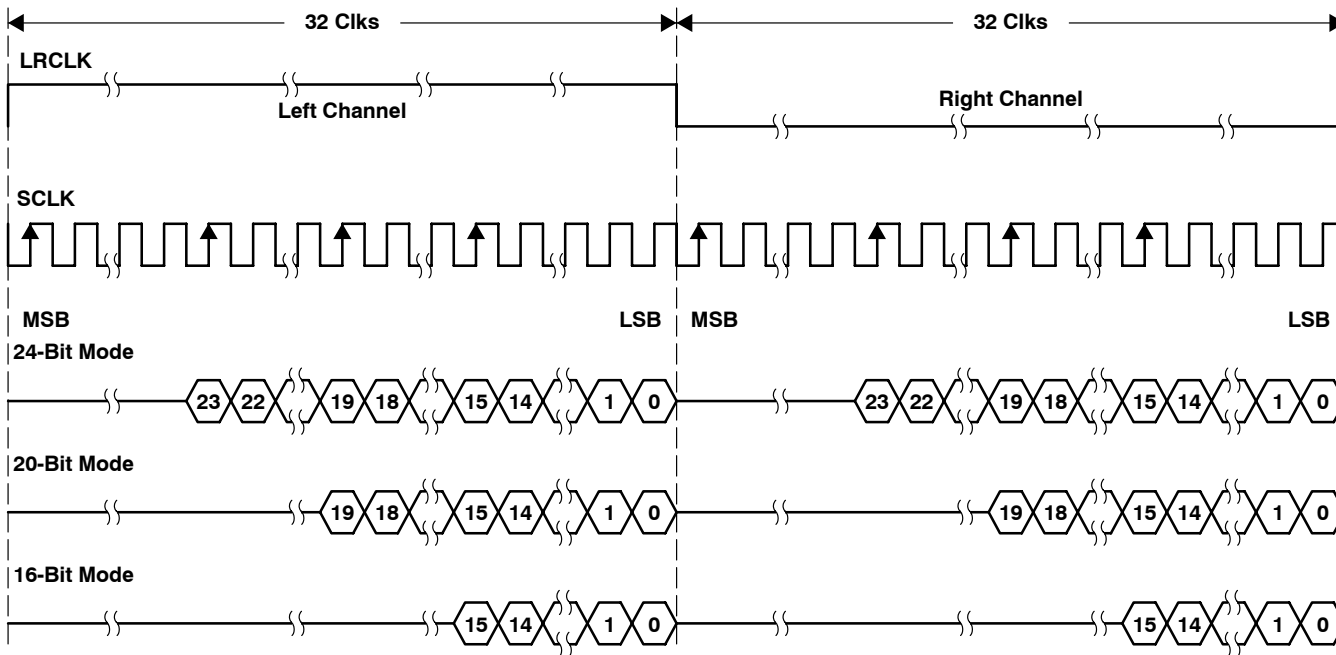 32 Clks 32 Clks
LRCLK
Left Channel Right Channel
SCLK
MSB LSB MSB LSB
24-Bit Mode
23 22 19 18 15 14 1 0 23 22 19 18 15 14 1 0
20-Bit Mode
19 18 15 14 1 0 19 18 15 14 1 0
16-Bit Mode
15 14 1 0 15 14 1 0